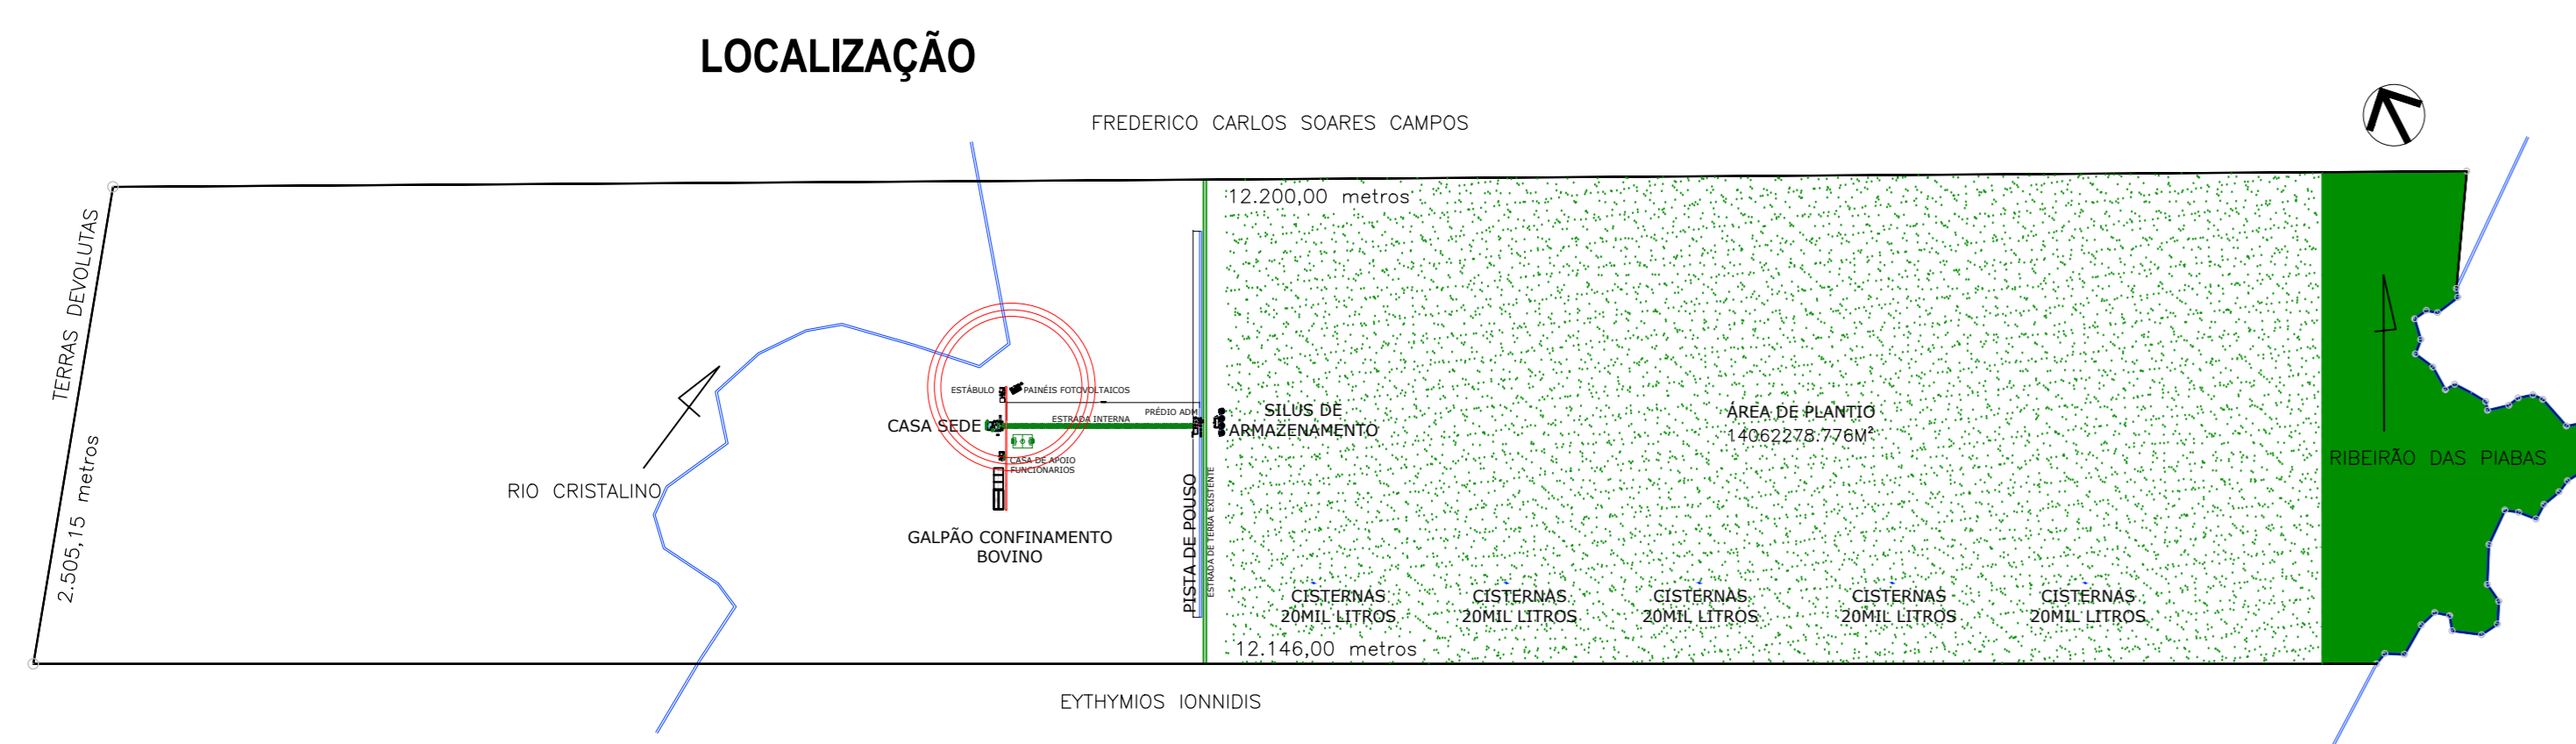 LOCALIZAÇÃO
FREDERICO CARLOS SOARES CAMPOS
12.200,00 metros
TERRAS DEVOLUTAS
2.505,15 metros
RIO CRISTALINO
ESTÁBULO
PAINÉIS FOTOVOLTAICOS
PRÉDIO ADM
ESTRADA INTERNA
CASA SEDE
CASA DE APOIO
FUNCIONARIOS
GALPÃO CONFINAMENTO
BOVINO
PISTA DE POUSO
ESTRADA DE TERRA EXISTENTE
SILUS DE
ARMAZENAMENTO
ÁREA DE PLANTIO
14062278.776M²
RIBEIRÃO DAS PIABAS
CISTERNAS
20MIL LITROS
CISTERNAS
20MIL LITROS
CISTERNAS
20MIL LITROS
CISTERNAS
20MIL LITROS
CISTERNAS
20MIL LITROS
12.146,00 metros
EYTHYMIOS IONNIDIS